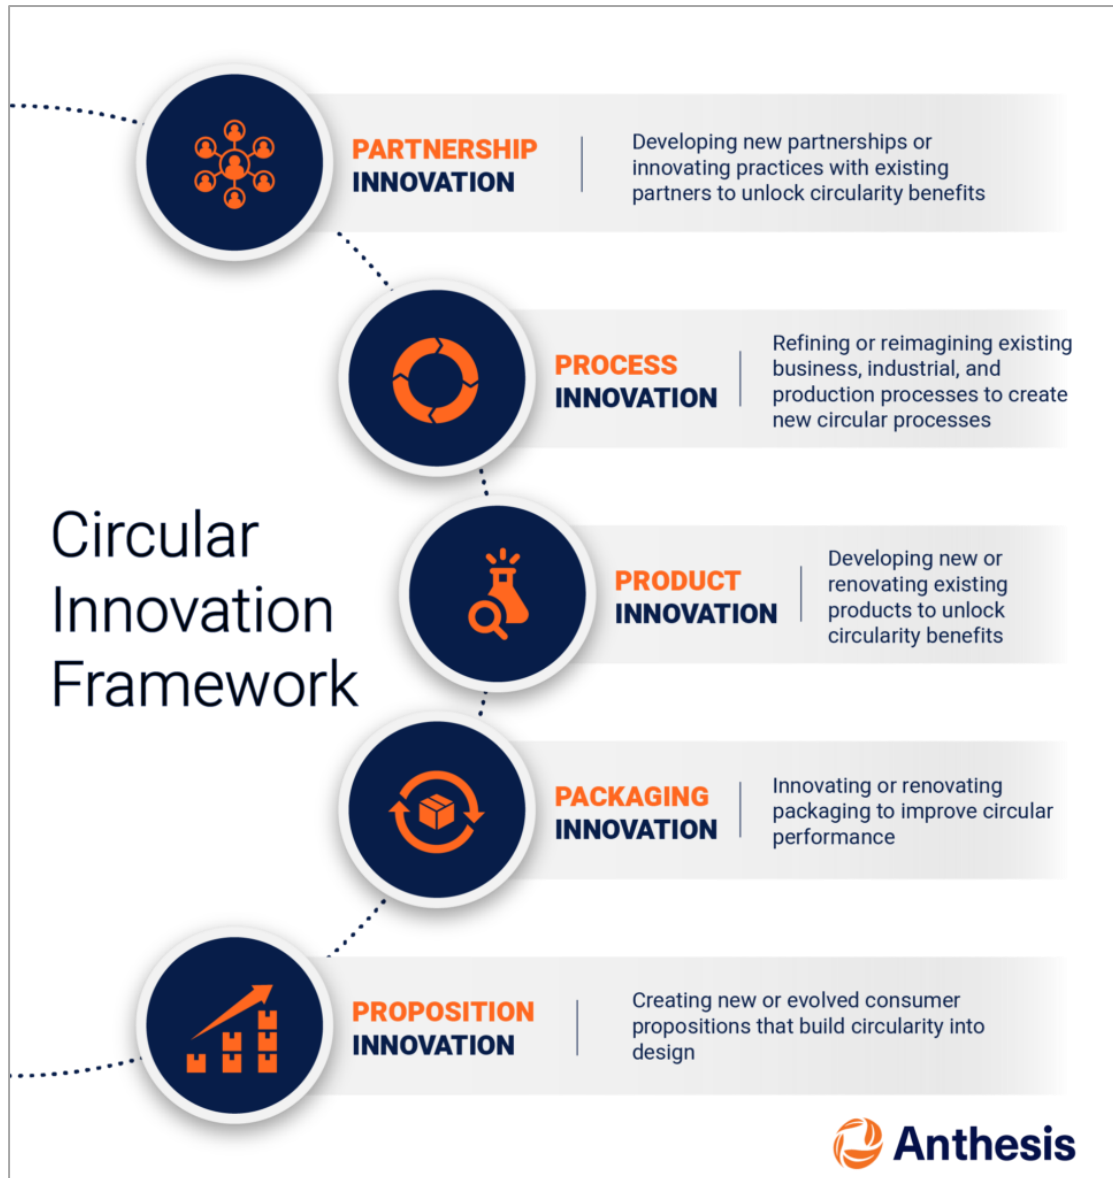 PARTNERSHIP
INNOVATION
Developing new partnerships or
innovating practices with existing
partners to unlock circularity benefits
PROCESS
INNOVATION
Refining or reimagining existing
business, industrial, and
production processes to create
new circular processes
Circular
Innovation
Framework
PRODUCT
INNOVATION
Developing new or
renovating existing
products to unlock
circularity benefits
PACKAGING
INNOVATION
Innovating or renovating
packaging to improve circular
performance
PROPOSITION
INNOVATION
Creating new or evolved consumer
propositions that build circularity into
design
Anthesis